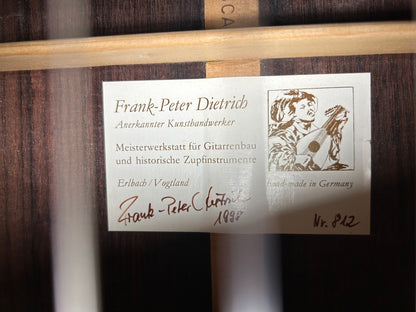 CA
Frank-Peter Dietrich
Anerkannter Kunsthandwerker
Meisterwerkstatt für Gitarrenbau
und historische Zupfinstrumente
Erlbach/Vogtland
hand-made in Germany
Frank-Peter Dietrich
1998
Nr. 812